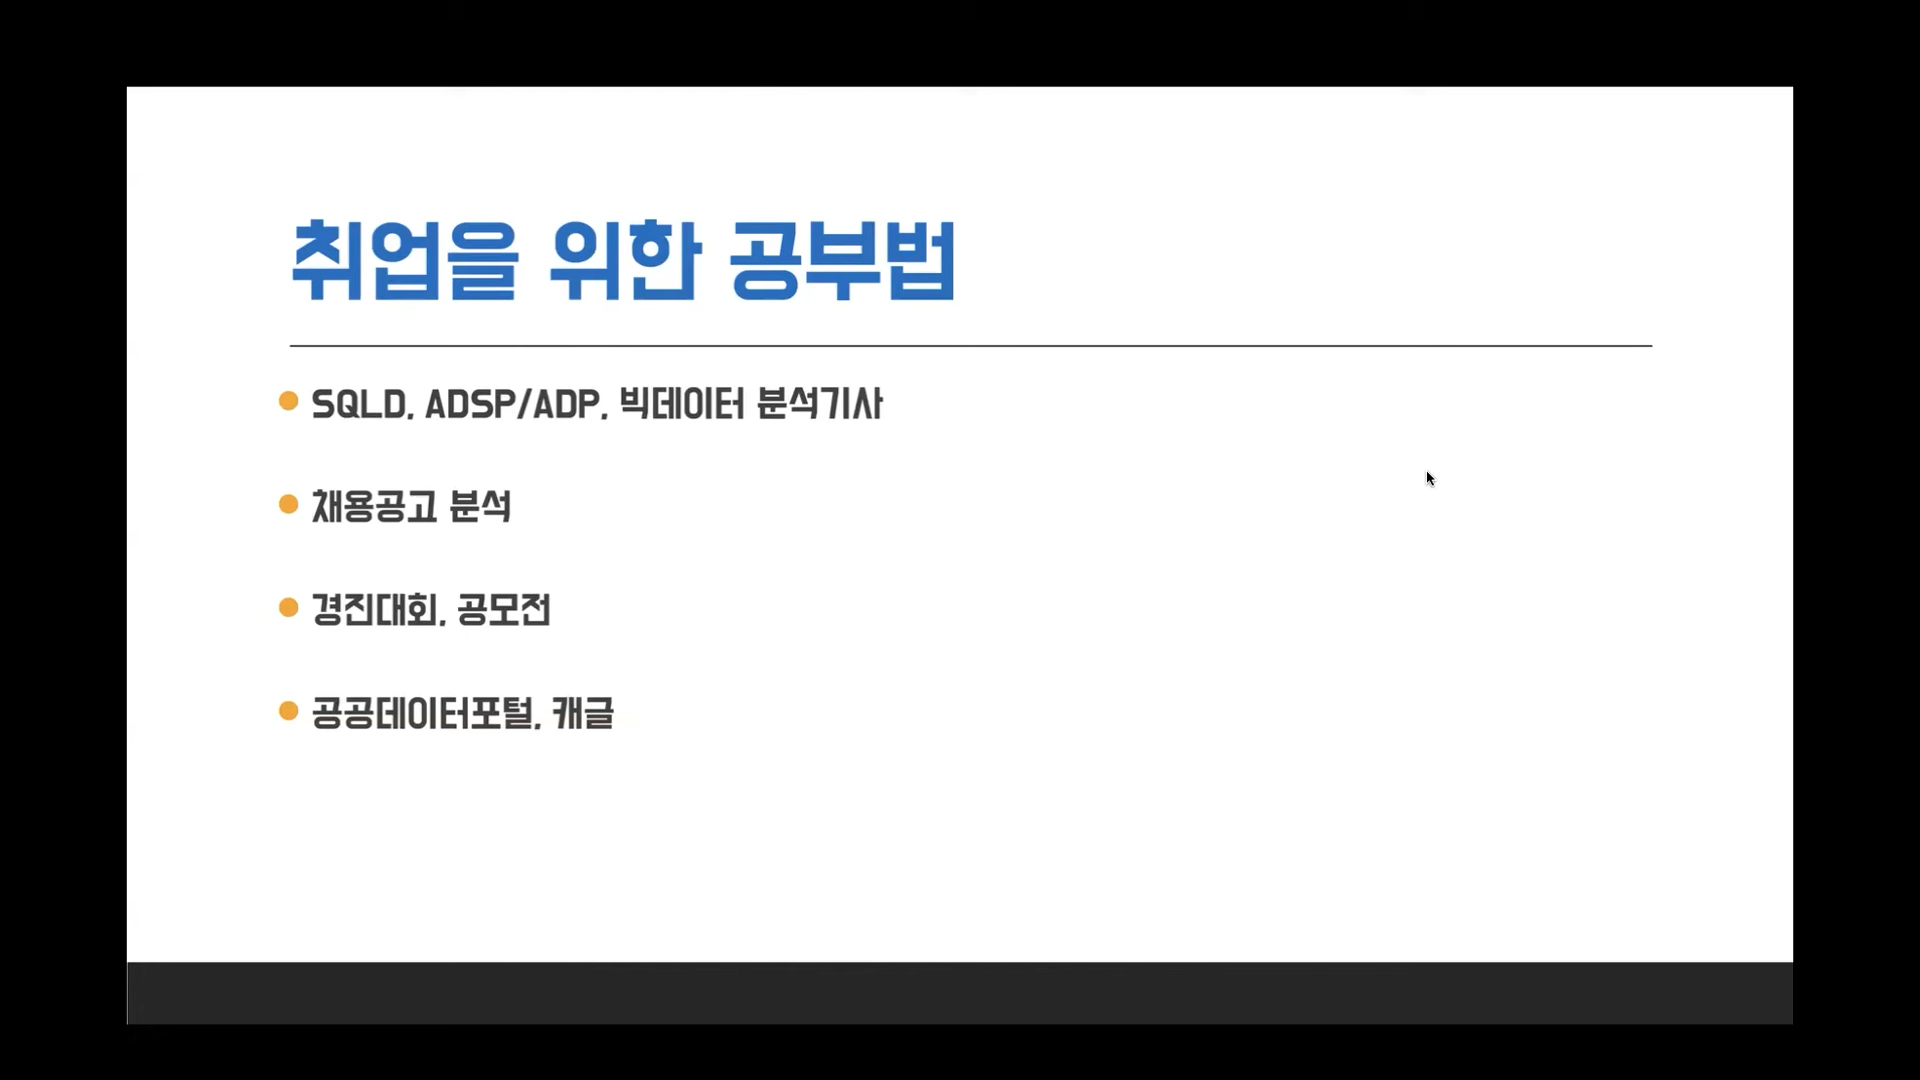 취업을 위한 공부법
SQLD, ADSP/ADP, 빅데이터 분석기사
채용공고 분석
경진대회, 공모전
공공데이터포털, 캐글